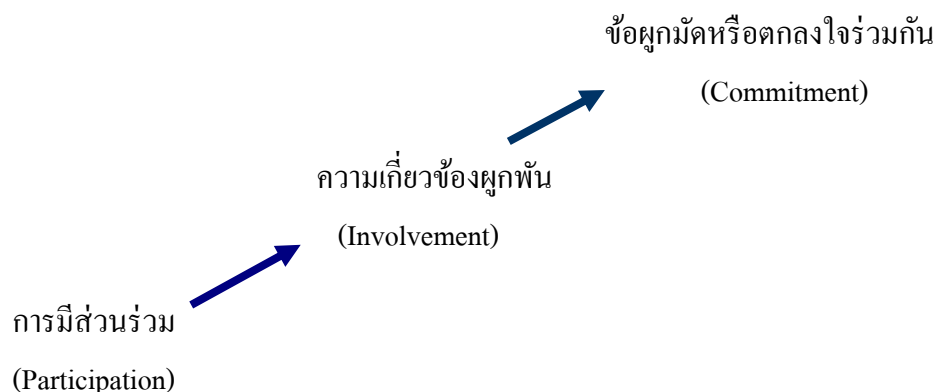 ข้อผูกมัดหรือตกลงใจร่วมกัน
(Commitment)
ความเกี่ยวข้องผูกพัน
(Involvement)
การมีส่วนร่วม
(Participation)